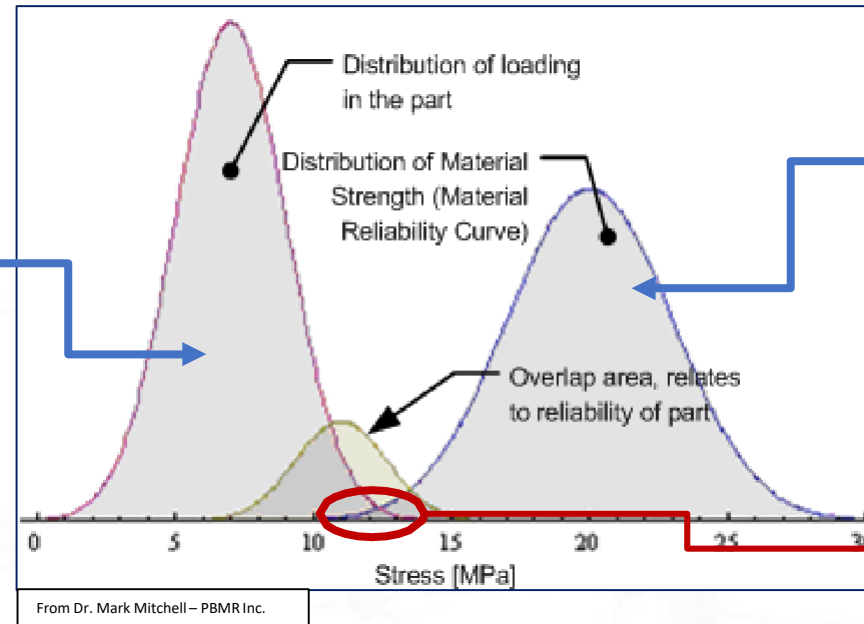 Distribution of loading
in the part
Distribution of Material
Strength (Material
Reliability Curve)
Overlap area, relates
to reliability of part
0 5 10 15 20 25
Stress [MPa]
From Dr. Mark Mitchell – PBMR Inc.